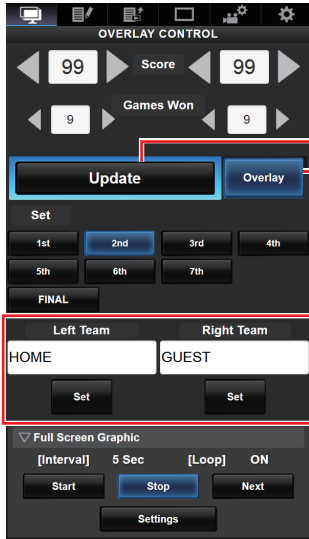 OVERLAY CONTROL
99 Score 99
Games Won
9 9
Update Overlay
Set
1st 2nd 3rd 4th
5th 6th 7th
FINAL
Left Team Right Team
HOME GUEST
Set Set
▽ Full Screen Graphic
[Interval] 5 Sec [Loop] ON
Start Stop Next
Settings